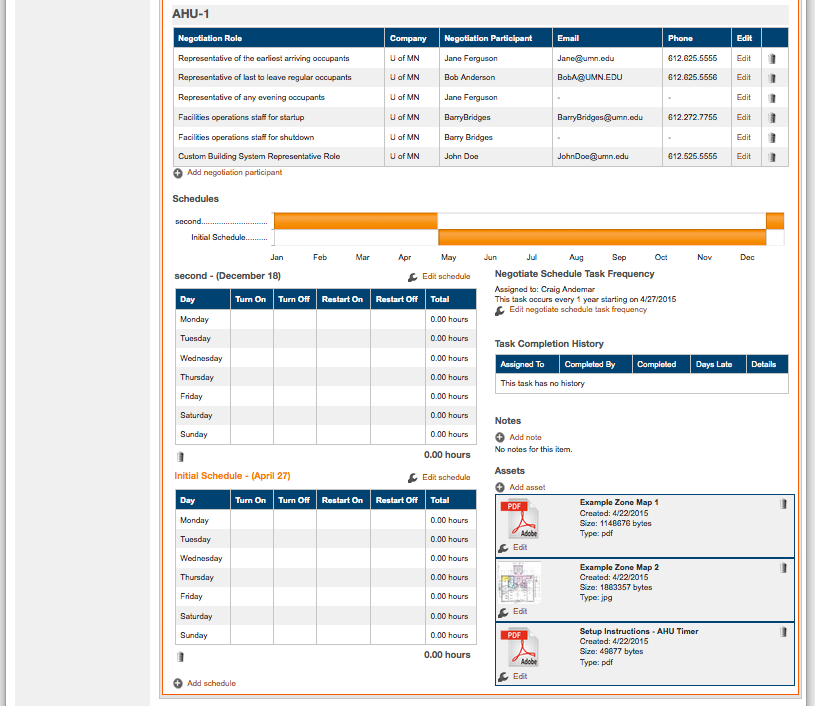 AHU-1
Negotiation Role Company Negotiation Participant Email Phone Edit
Representative of the earliest arriving occupants U of MN Jane Ferguson Jane@umn.edu 612.625.5555 Edit
Representative of last to leave regular occupants U of MN Bob Anderson BobA@UMN.EDU 612.625.5556 Edit
Representative of any evening occupants U of MN Jane Ferguson - - Edit
Facilities operations staff for startup U of MN BarryBridges BarryBridges@umn.edu 612.272.7755 Edit
Facilities operations staff for shutdown U of MN Barry Bridges - - Edit
Custom Building System Representative Role U of MN John Doe JohnDoe@umn.edu 612.525.5555 Edit
Add negotiation participant
Schedules
second............................
Initial Schedule..........
Jan Feb Mar Apr May Jun Jul Aug Sep Oct Nov Dec
second - (December 18) Edit schedule
Day Turn On Turn Off Restart On Restart Off Total
Monday 0.00 hours
Tuesday 0.00 hours
Wednesday 0.00 hours
Thursday 0.00 hours
Friday 0.00 hours
Saturday 0.00 hours
Sunday 0.00 hours
0.00 hours
Initial Schedule - (April 27) Edit schedule
Day Turn On Turn Off Restart On Restart Off Total
Monday 0.00 hours
Tuesday 0.00 hours
Wednesday 0.00 hours
Thursday 0.00 hours
Friday 0.00 hours
Saturday 0.00 hours
Sunday 0.00 hours
0.00 hours
Add schedule
Negotiate Schedule Task Frequency
Assigned to: Craig Andemar
This task occurs every 1 year starting on 4/27/2015
Edit negotiate schedule task frequency
Task Completion History
Assigned To Completed By Completed Days Late Details
This task has no history
Notes
Add note
No notes for this item.
Assets
Add asset
PDF
Adobe
Example Zone Map 1
Created: 4/22/2015
Size: 1148676 bytes
Type: pdf
Edit
Example Zone Map 2
Created: 4/22/2015
Size: 1883357 bytes
Type: jpg
Edit
PDF
Adobe
Setup Instructions - AHU Timer
Created: 4/22/2015
Size: 49877 bytes
Type: pdf
Edit